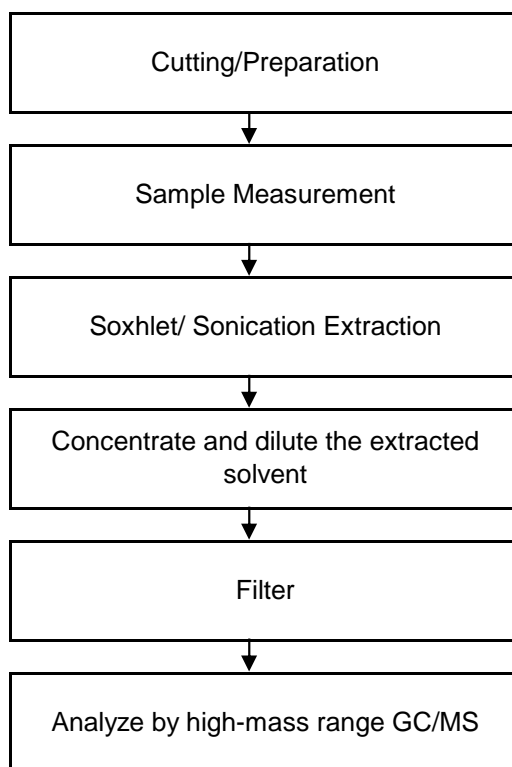 Cutting/Preparation
Sample Measurement
Soxhlet/ Sonication Extraction
Concentrate and dilute the extracted
solvent
Filter
Analyze by high-mass range GC/MS